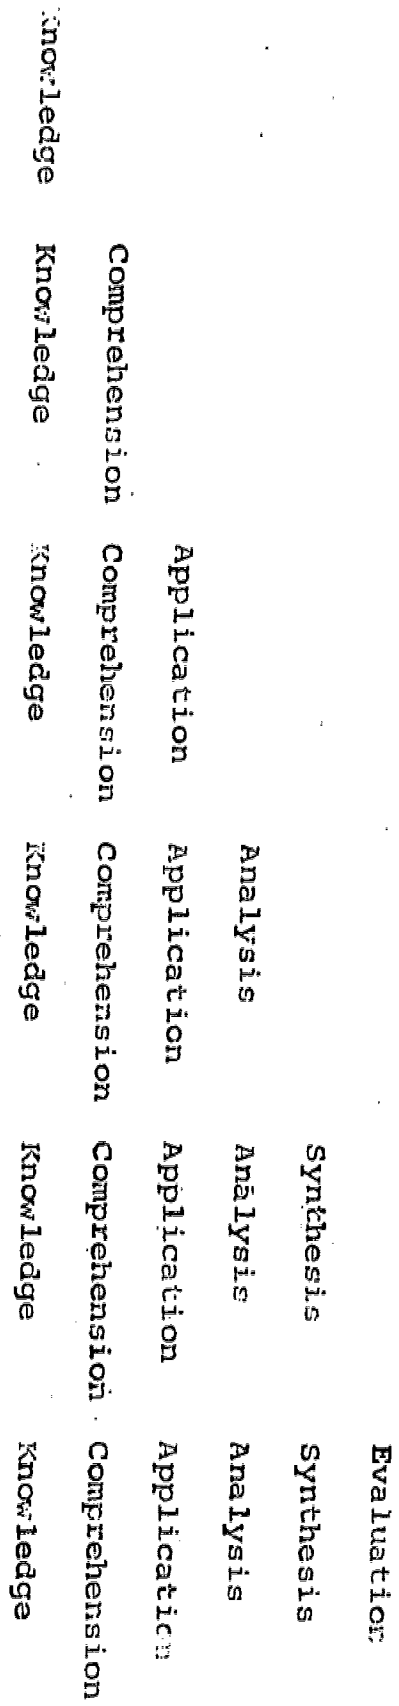 Evaluation
Synthesis Synthesis
Analysis Analysis Analysis
Application Application Application Application
Comprehension Comprehension Comprehension Comprehension Comprehension
Knowledge Knowledge Knowledge Knowledge Knowledge Knowledge